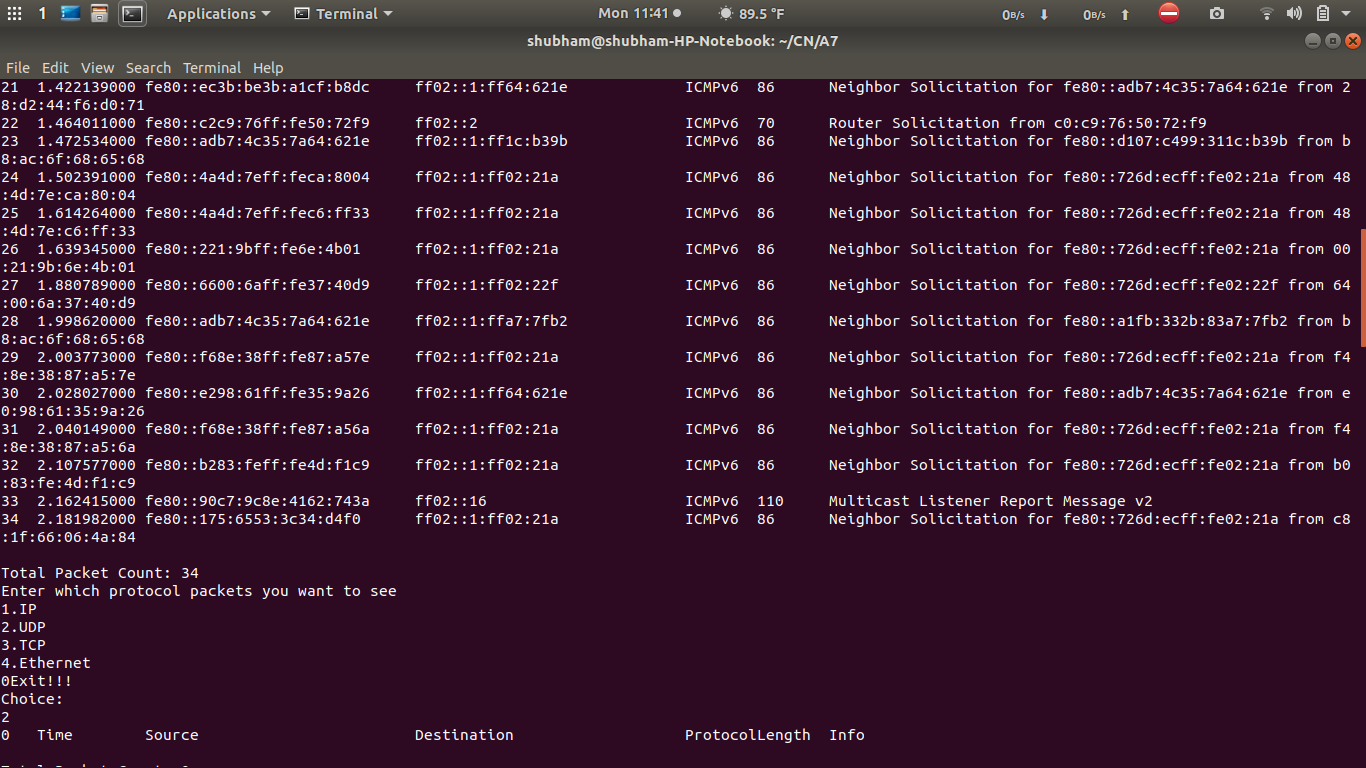 1 Applications Terminal Mon 11:41 89.5 °F 0B/s 0B/s
shubham@shubham-HP-Notebook: ~/CN/A7
File Edit View Search Terminal Help
21 1.422139000 fe80::ec3b:be3b:a1cf:b8dc ff02::1:ff64:621e ICMPv6 86 Neighbor Solicitation for fe80::adb7:4c35:7a64:621e from 2
8:d2:44:f6:d0:71
22 1.464011000 fe80::c2c9:76ff:fe50:72f9 ff02::2 ICMPv6 70 Router Solicitation from c0:c9:76:50:72:f9
23 1.472534000 fe80::adb7:4c35:7a64:621e ff02::1:ff1c:b39b ICMPv6 86 Neighbor Solicitation for fe80::d107:c499:311c:b39b from b
8:ac:6f:68:65:68
24 1.502391000 fe80::4a4d:7eff:feca:8004 ff02::1:ff02:21a ICMPv6 86 Neighbor Solicitation for fe80::726d:ecff:fe02:21a from 48
:4d:7e:ca:80:04
25 1.614264000 fe80::4a4d:7eff:fec6:ff33 ff02::1:ff02:21a ICMPv6 86 Neighbor Solicitation for fe80::726d:ecff:fe02:21a from 48
:4d:7e:c6:ff:33
26 1.639345000 fe80::221:9bff:fe6e:4b01 ff02::1:ff02:21a ICMPv6 86 Neighbor Solicitation for fe80::726d:ecff:fe02:21a from 00
:21:9b:6e:4b:01
27 1.880789000 fe80::6600:6aff:fe37:40d9 ff02::1:ff02:22f ICMPv6 86 Neighbor Solicitation for fe80::726d:ecff:fe02:22f from 64
:00:6a:37:40:d9
28 1.998620000 fe80::adb7:4c35:7a64:621e ff02::1:ffa7:7fb2 ICMPv6 86 Neighbor Solicitation for fe80::a1fb:332b:83a7:7fb2 from b
8:ac:6f:68:65:68
29 2.003773000 fe80::f68e:38ff:fe87:a57e ff02::1:ff02:21a ICMPv6 86 Neighbor Solicitation for fe80::726d:ecff:fe02:21a from f4
:8e:38:87:a5:7e
30 2.028027000 fe80::e298:61ff:fe35:9a26 ff02::1:ff64:621e ICMPv6 86 Neighbor Solicitation for fe80::adb7:4c35:7a64:621e from e
0:98:61:35:9a:26
31 2.040149000 fe80::f68e:38ff:fe87:a56a ff02::1:ff02:21a ICMPv6 86 Neighbor Solicitation for fe80::726d:ecff:fe02:21a from f4
:8e:38:87:a5:6a
32 2.107577000 fe80::b283:feff:fe4d:f1c9 ff02::1:ff02:21a ICMPv6 86 Neighbor Solicitation for fe80::726d:ecff:fe02:21a from b0
:83:fe:4d:f1:c9
33 2.162415000 fe80::90c7:9c8e:4162:743a ff02::16 ICMPv6 110 Multicast Listener Report Message v2
34 2.181982000 fe80::175:6553:3c34:d4f0 ff02::1:ff02:21a ICMPv6 86 Neighbor Solicitation for fe80::726d:ecff:fe02:21a from c8
:1f:66:06:4a:84
Total Packet Count: 34
Enter which protocol packets you want to see
1.IP
2.UDP
3.TCP
4.Ethernet
0Exit!!!
Choice:
2
0 Time Source Destination ProtocolLength Info